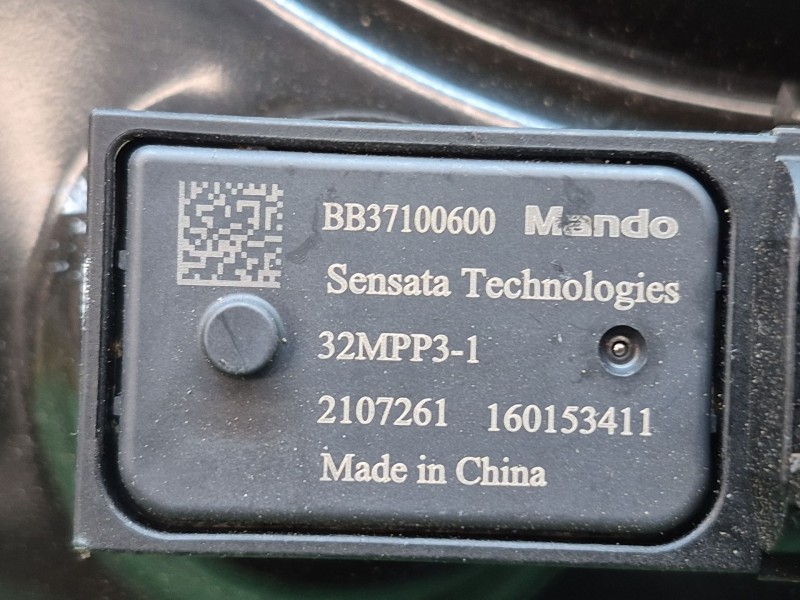 BB37100600 Mando
Sensata Technologies
32MPP3-1
2107261 160153411
Made in China